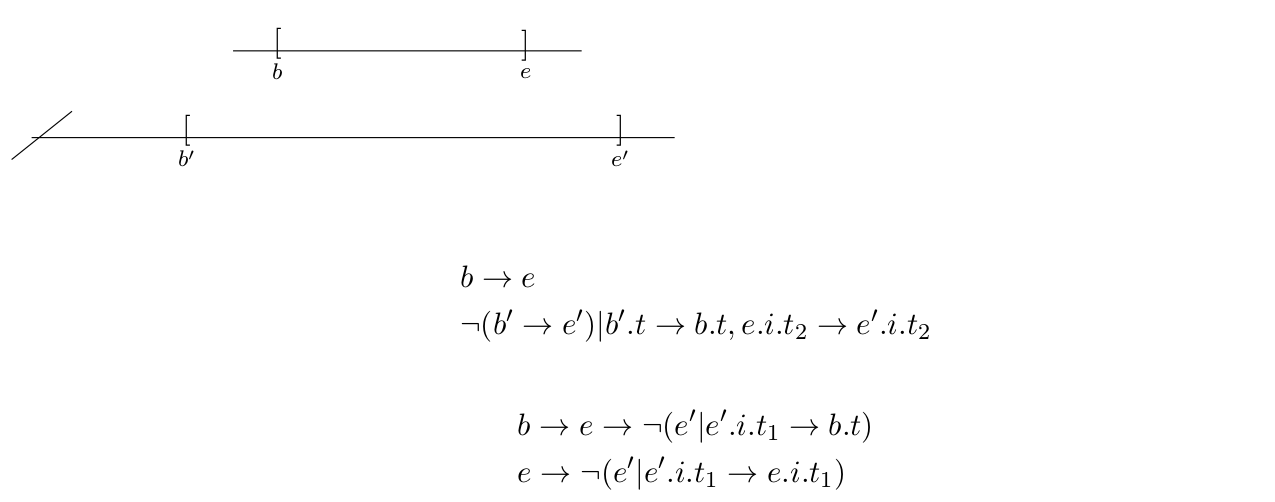 b e
b′ e′
b → e
¬(b′ → e′)|b′.t → b.t, e.i.t₂ → e′.i.t₂
b → e → ¬(e′|e′.i.t₁ → b.t)
e → ¬(e′|e′.i.t₁ → e.i.t₁)